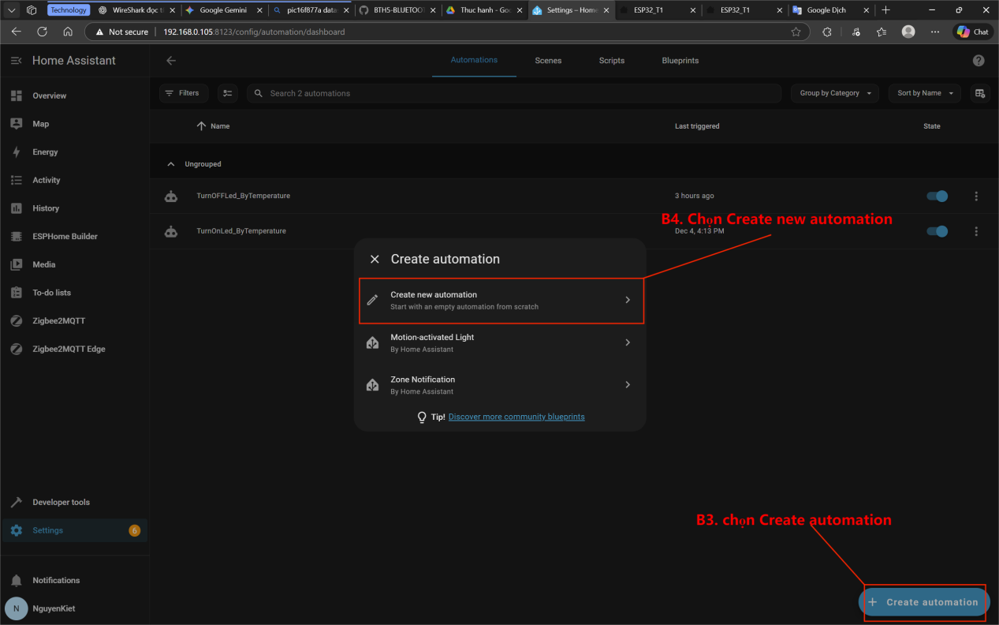 Technology
WireShark đọc t
Google Gemini
pic16f877a datas
BTH5-BLUETOOT
Thuc hanh - Goo
Settings – Home
ESP32_T1
ESP32_T1
Google Dịch
Not secure
192.168.0.105:8123/config/automation/dashboard
Chat
Home Assistant
Automations
Scenes
Scripts
Blueprints
Overview
Filters
Search 2 automations
Group by Category
Sort by Name
Map
Name
Last triggered
State
Energy
Ungrouped
Activity
TurnOFFLed_ByTemperature
3 hours ago
History
B4. Chọn Create new automation
ESPHome Builder
TurnOnLed_ByTemperature
Dec 4, 4:13 PM
Media
Create automation
To-do lists
Create new automation
Start with an empty automation from scratch
Zigbee2MQTT
Motion-activated Light
By Home Assistant
Zigbee2MQTT Edge
Zone Notification
By Home Assistant
Tip! Discover more community blueprints
Developer tools
B3. chọn Create automation
Settings
6
Notifications
+ Create automation
N
NguyenKiet